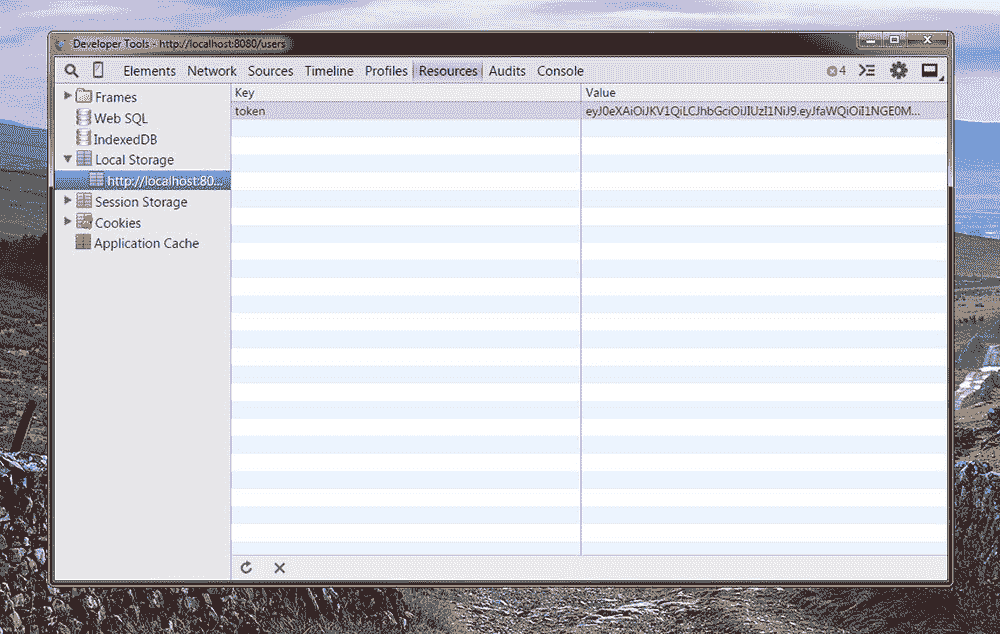 Developer Tools - http://localhost:8080/users
Elements Network Sources Timeline Profiles Resources Audits Console 4
Frames
Web SQL
IndexedDB
Local Storage
http://localhost:80...
Session Storage
Cookies
Application Cache
Key Value
token eyJ0eXAiOiJKV1QiLCJhbGciOiJIUzI1NiJ9.eyJfaWQiOiI1NGE0M...